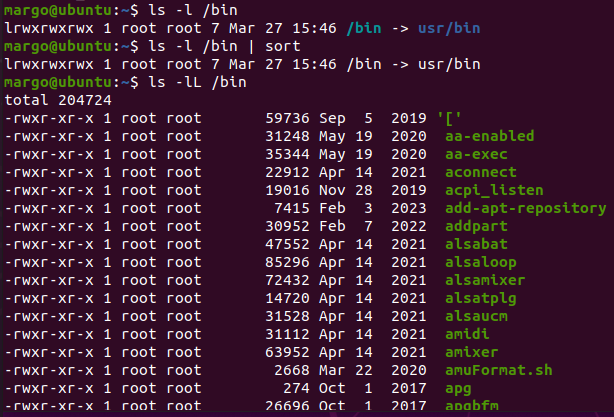 margo@ubuntu:~$ ls -l /bin
lrwxrwxrwx 1 root root 7 Mar 27 15:46 /bin -> usr/bin
margo@ubuntu:~$ ls -l /bin | sort
lrwxrwxrwx 1 root root 7 Mar 27 15:46 /bin -> usr/bin
margo@ubuntu:~$ ls -lL /bin
total 204724
-rwxr-xr-x 1 root root       59736 Sep  5  2019 '['
-rwxr-xr-x 1 root root       31248 May 19  2020  aa-enabled
-rwxr-xr-x 1 root root       35344 May 19  2020  aa-exec
-rwxr-xr-x 1 root root       22912 Apr 14  2021  aconnect
-rwxr-xr-x 1 root root       19016 Nov 28  2019  acpi_listen
-rwxr-xr-x 1 root root        7415 Feb  3  2023  add-apt-repository
-rwxr-xr-x 1 root root       30952 Feb  7  2022  addpart
-rwxr-xr-x 1 root root       47552 Apr 14  2021  alsabat
-rwxr-xr-x 1 root root       85296 Apr 14  2021  alsaloop
-rwxr-xr-x 1 root root       72432 Apr 14  2021  alsamixer
-rwxr-xr-x 1 root root       14720 Apr 14  2021  alsatplg
-rwxr-xr-x 1 root root       31528 Apr 14  2021  alsaucm
-rwxr-xr-x 1 root root       31112 Apr 14  2021  amidi
-rwxr-xr-x 1 root root       63952 Apr 14  2021  amixer
-rwxr-xr-x 1 root root        2668 Mar 22  2020  amuFormat.sh
-rwxr-xr-x 1 root root         274 Oct  1  2017  apg
-rwxr-xr-x 1 root root       26696 Oct  1  2017  apgbfm